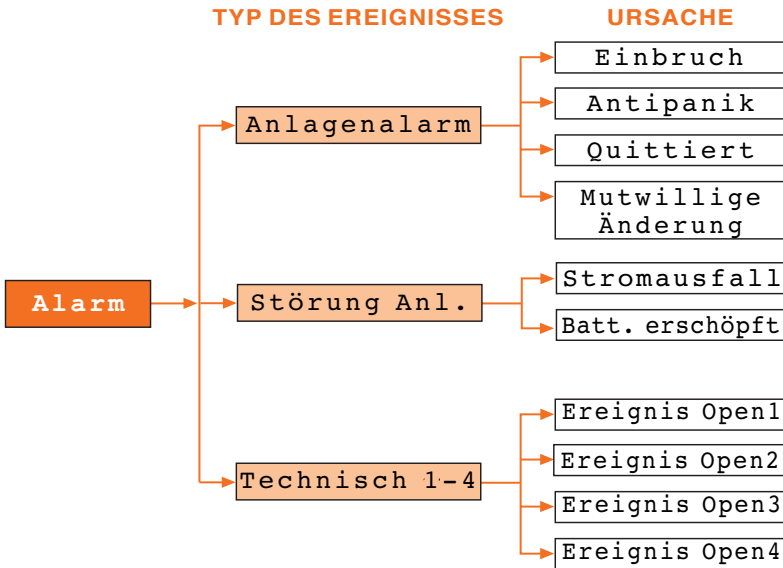 TYP DES EREIGNISSES
URSACHE
Alarm
Anlagenalarm
Einbruch
Antipanik
Quittiert
Mutwillige
Änderung
Störung Anl.
Stromausfall
Batt. erschöpft
Technisch 1-4
Ereignis Open1
Ereignis Open2
Ereignis Open3
Ereignis Open4